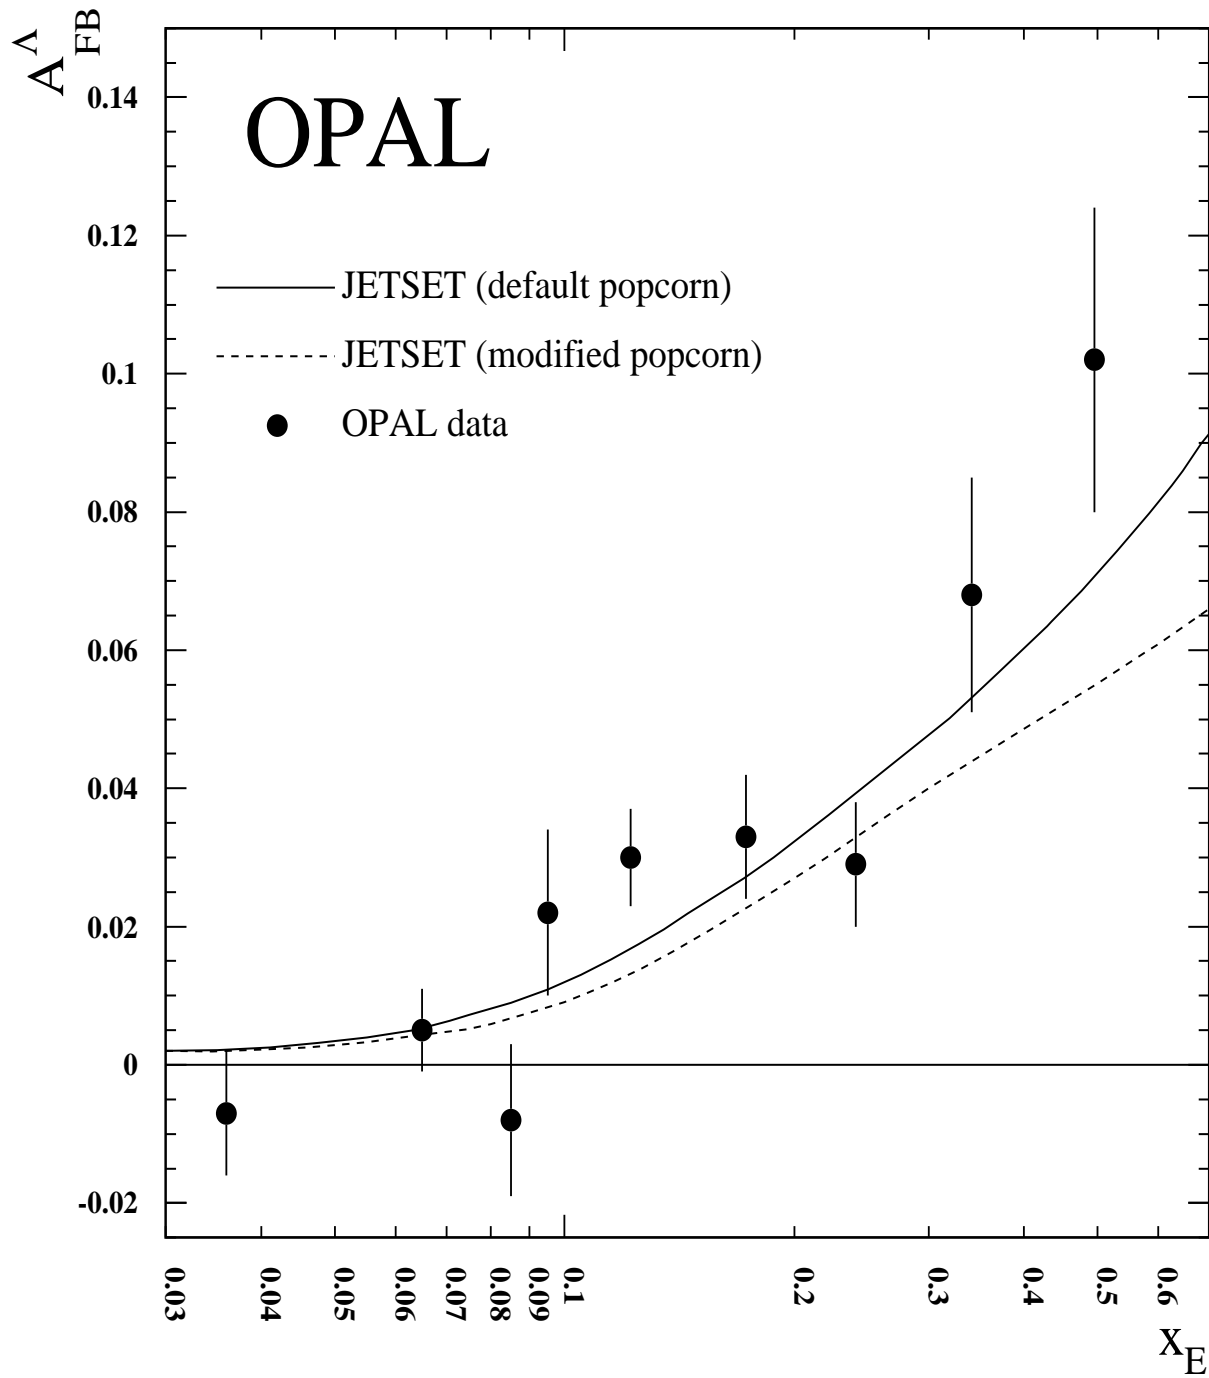 A^Λ_FB
0.14
OPAL
0.12
JETSET (default popcorn)
JETSET (modified popcorn)
0.1
OPAL data
0.08
0.06
0.04
0.02
0
-0.02
0.03 0.04 0.05 0.06 0.07 0.08 0.09 0.1 0.2 0.3 0.4 0.5 0.6
x_E